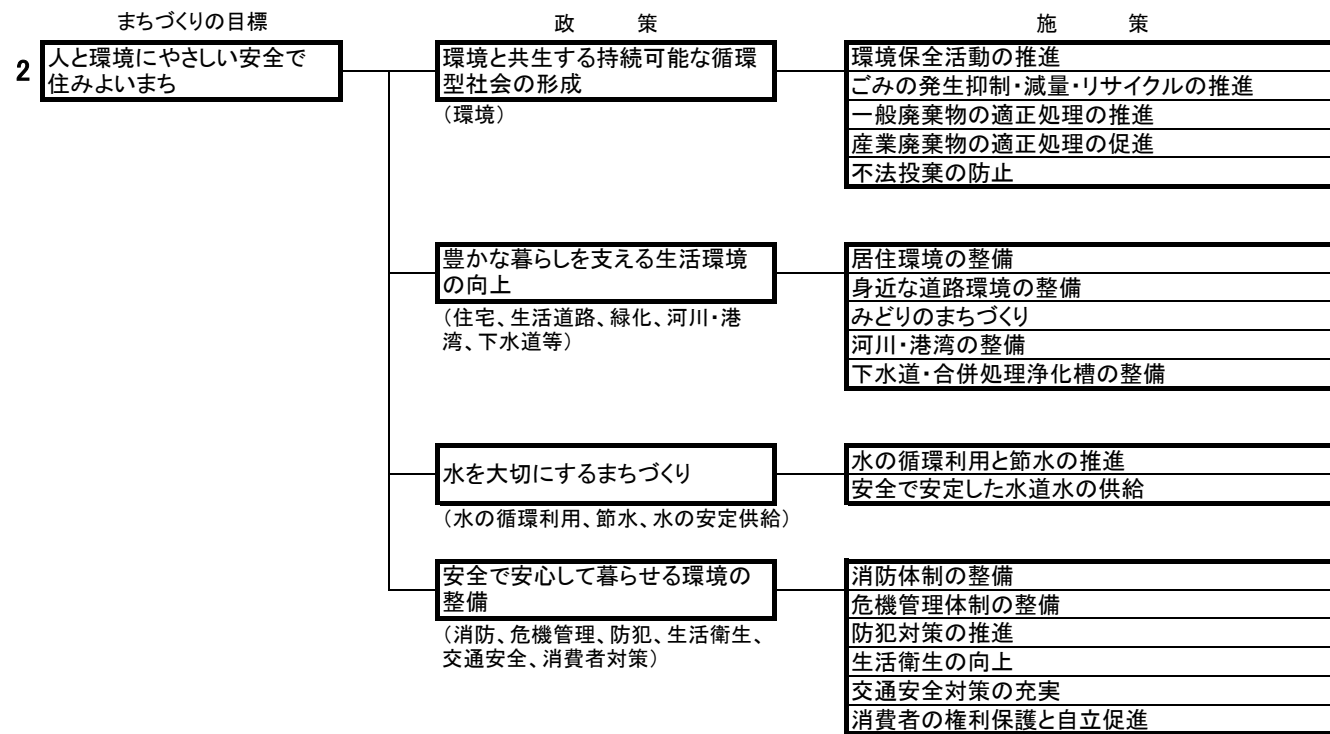 まちづくりの目標
政 策
施 策
2
人と環境にやさしい安全で
住みよいまち
環境と共生する持続可能な循環
型社会の形成
(環境)
環境保全活動の推進
ごみの発生抑制・減量・リサイクルの推進
一般廃棄物の適正処理の推進
産業廃棄物の適正処理の促進
不法投棄の防止
豊かな暮らしを支える生活環境
の向上
(住宅、生活道路、緑化、河川・港
湾、下水道等)
居住環境の整備
身近な道路環境の整備
みどりのまちづくり
河川・港湾の整備
下水道・合併処理浄化槽の整備
水を大切にするまちづくり
(水の循環利用、節水、水の安定供給)
水の循環利用と節水の推進
安全で安定した水道水の供給
安全で安心して暮らせる環境の
整備
(消防、危機管理、防犯、生活衛生、
交通安全、消費者対策)
消防体制の整備
危機管理体制の整備
防犯対策の推進
生活衛生の向上
交通安全対策の充実
消費者の権利保護と自立促進